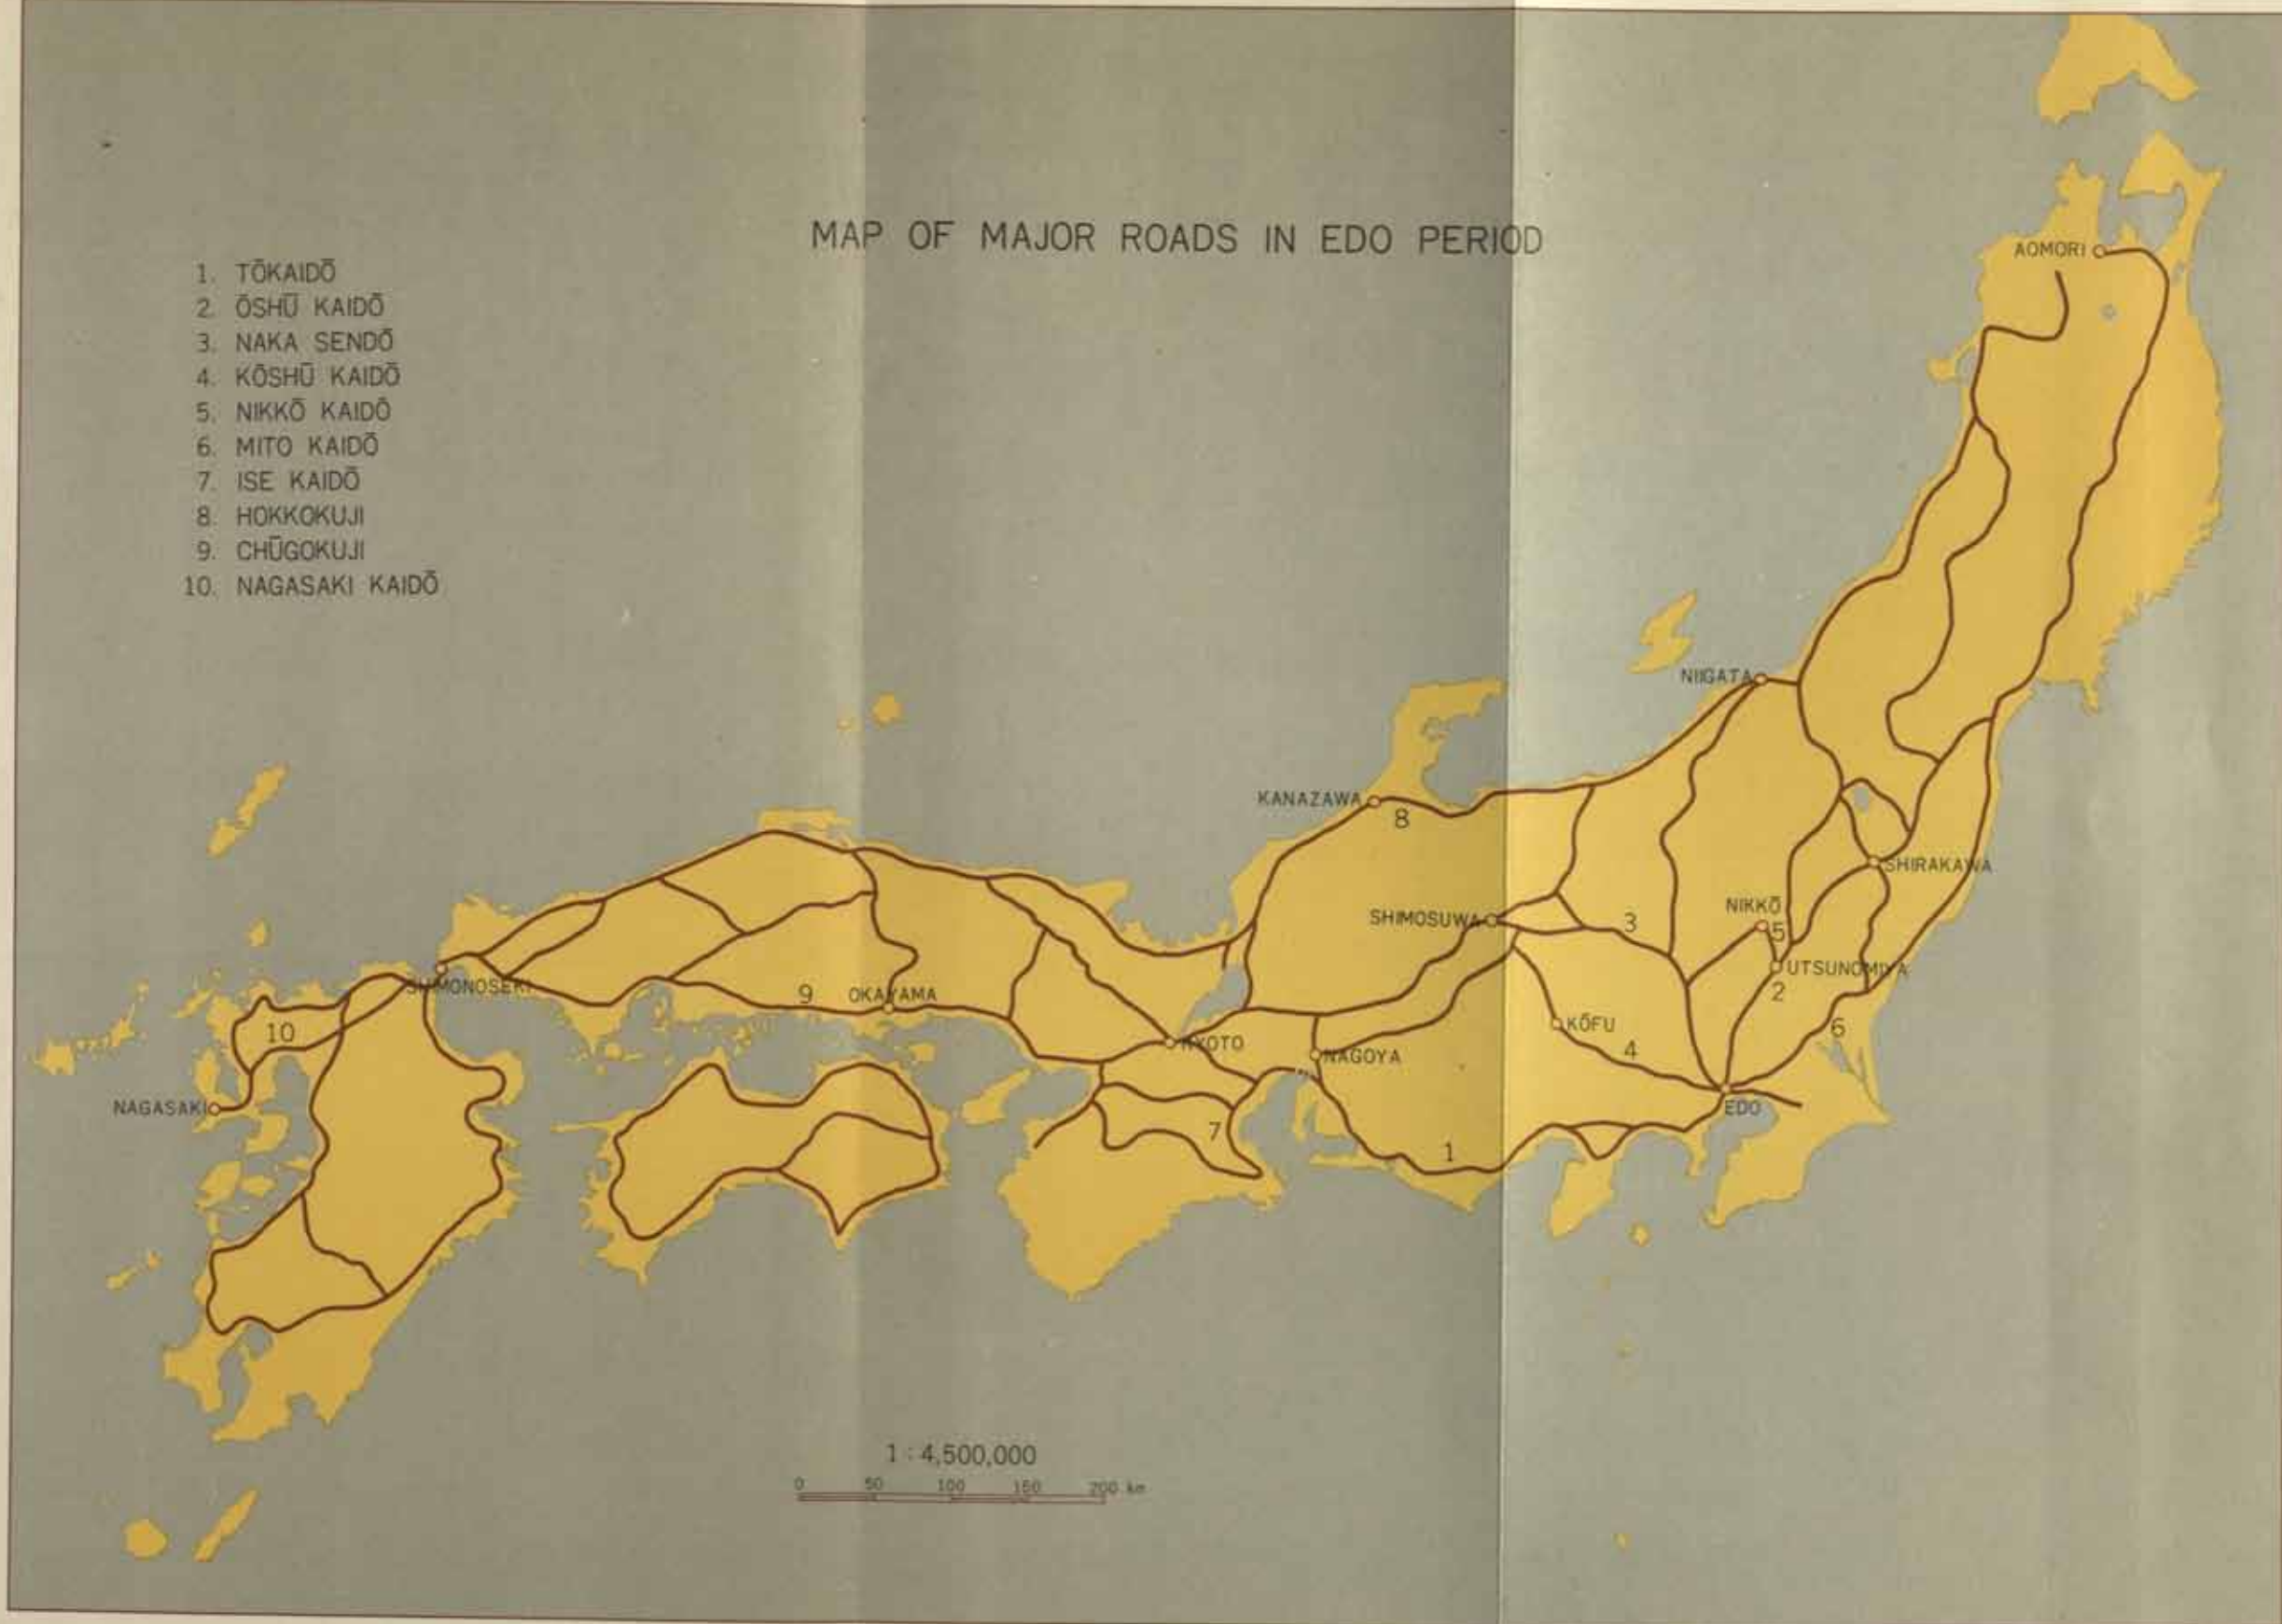 MAP OF MAJOR ROADS IN EDO PERIOD
1. TŌKAIDŌ
2. ŌSHŪ KAIDŌ
3. NAKA SENDŌ
4. KŌSHŪ KAIDŌ
5. NIKKŌ KAIDŌ
6. MITO KAIDŌ
7. ISE KAIDŌ
8. HOKKOKUJI
9. CHŪGOKUJI
10. NAGASAKI KAIDŌ
AOMORI
NIIGATA
KANAZAWA
8
SHIRAKAWA
NIKKŌ
SHIMOSUWA
3
5
UTSUNOMIYA
2
SHIMONOSEKI
9
OKAYAMA
10
KŌFU
6
KYOTO
NAGOYA
4
NAGASAKI
EDO
7
1
1 : 4,500,000
0 50 100 150 200 km